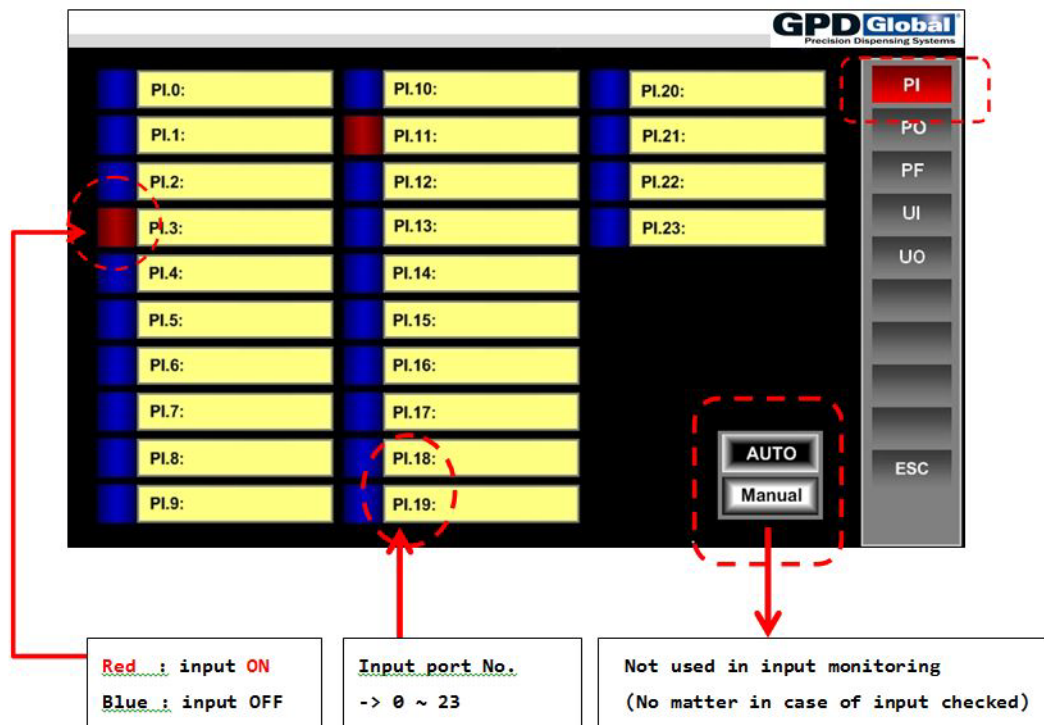 GPD Global
Precision Dispensing Systems
PI.0:
PI.1:
PI.2:
PI.3:
PI.4:
PI.5:
PI.6:
PI.7:
PI.8:
PI.9:
PI.10:
PI.11:
PI.12:
PI.13:
PI.14:
PI.15:
PI.16:
PI.17:
PI.18:
PI.19:
PI.20:
PI.21:
PI.22:
PI.23:
AUTO
Manual
PI
PO
PF
UI
UO
ESC
Red : input ON
Blue : input OFF
Input port No.
-> 0 ~ 23
Not used in input monitoring
(No matter in case of input checked)